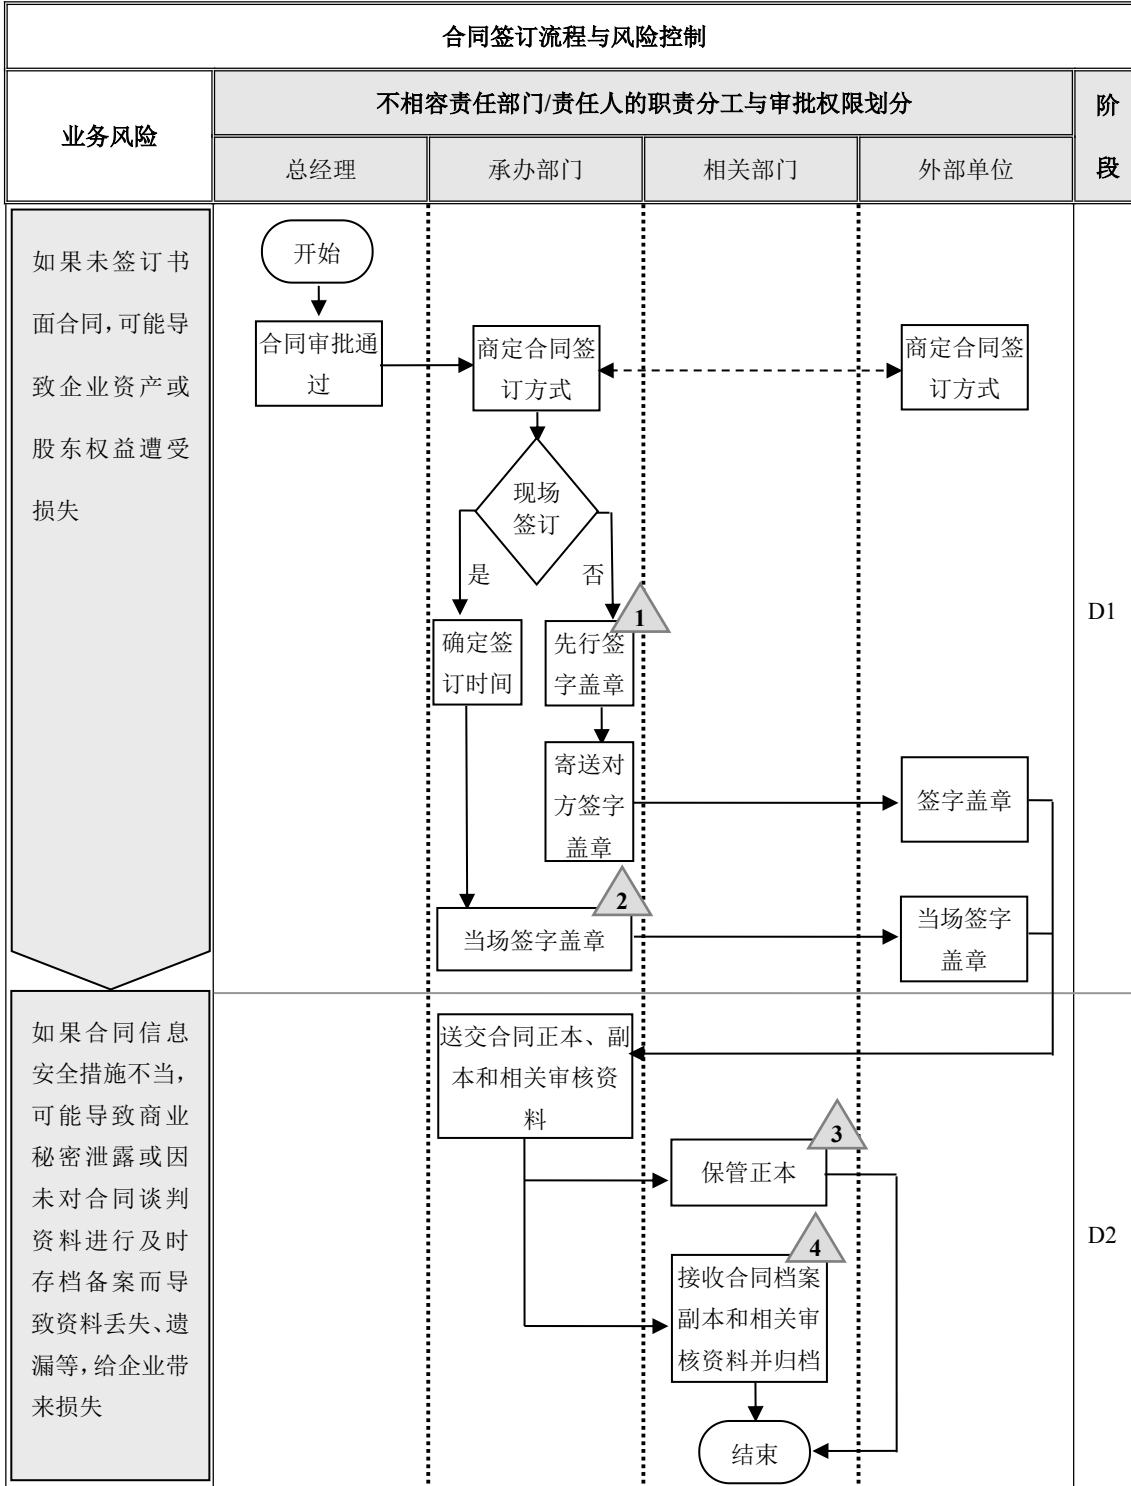 合同签订流程与风险控制
业务风险
不相容责任部门/责任人的职责分工与审批权限划分
阶
段
总经理
承办部门
相关部门
外部单位
如果未签订书
面合同，可能导
致企业资产或
股东权益遭受
损失
开始
合同审批通
过
商定合同签
订方式
商定合同签
订方式
现场
签订
是
否
1
确定签
订时间
先行签
字盖章
D1
寄送对
方签字
盖章
签字盖章
2
当场签字盖章
当场签字
盖章
如果合同信息
安全措施不当，
可能导致商业
秘密泄露或因
未对合同谈判
资料进行及时
存档备案而导
致资料丢失、遗
漏等，给企业带
来损失
送交合同正本、副
本和相关审核资
料
3
保管正本
4
接收合同档案
副本和相关审
核资料并归档
D2
结束